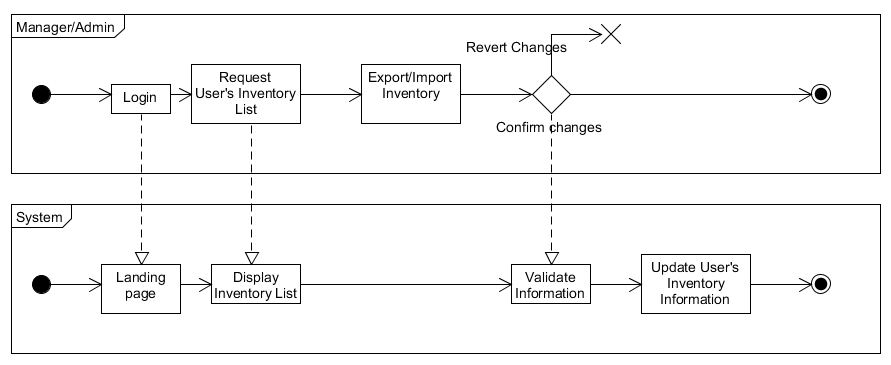 Manager/Admin
Revert Changes
Login
Request
User's Inventory
List
Export/Import
Inventory
Confirm changes
System
Landing
page
Display
Inventory List
Validate
Information
Update User's
Inventory
Information